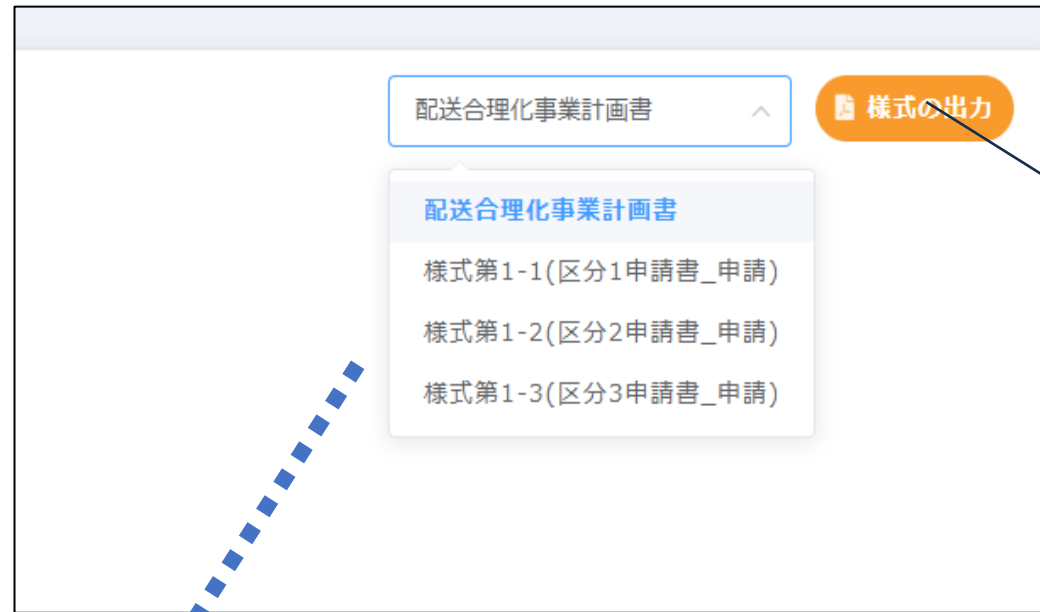 配送合理化事業計画書
様式の出力
配送合理化事業計画書
様式第1-1(区分1申請書_申請)
様式第1-2(区分2申請書_申請)
様式第1-3(区分3申請書_申請)